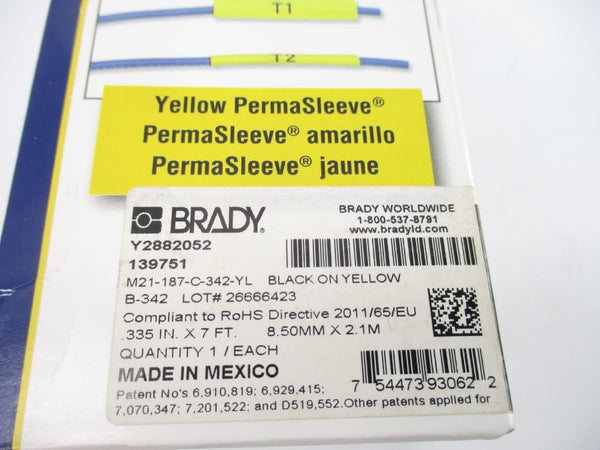 T1
T2
Yellow PermaSleeve®
PermaSleeve® amarillo
PermaSleeve® jaune
BRADY.
BRADY WORLDWIDE
1-800-537-8791
www.bradyid.com
Y2882052
139751
M21-187-C-342-YL BLACK ON YELLOW
B-342 LOT# 26666423
Compliant to RoHS Directive 2011/65/EU
.335 IN. X 7 FT. 8.50MM X 2.1M
QUANTITY 1 / EACH
MADE IN MEXICO
7 54473 93062 2
Patent No's 6,910,819; 6,929,415;
7,070,347; 7,201,522; and D519,552. Other patents applied for